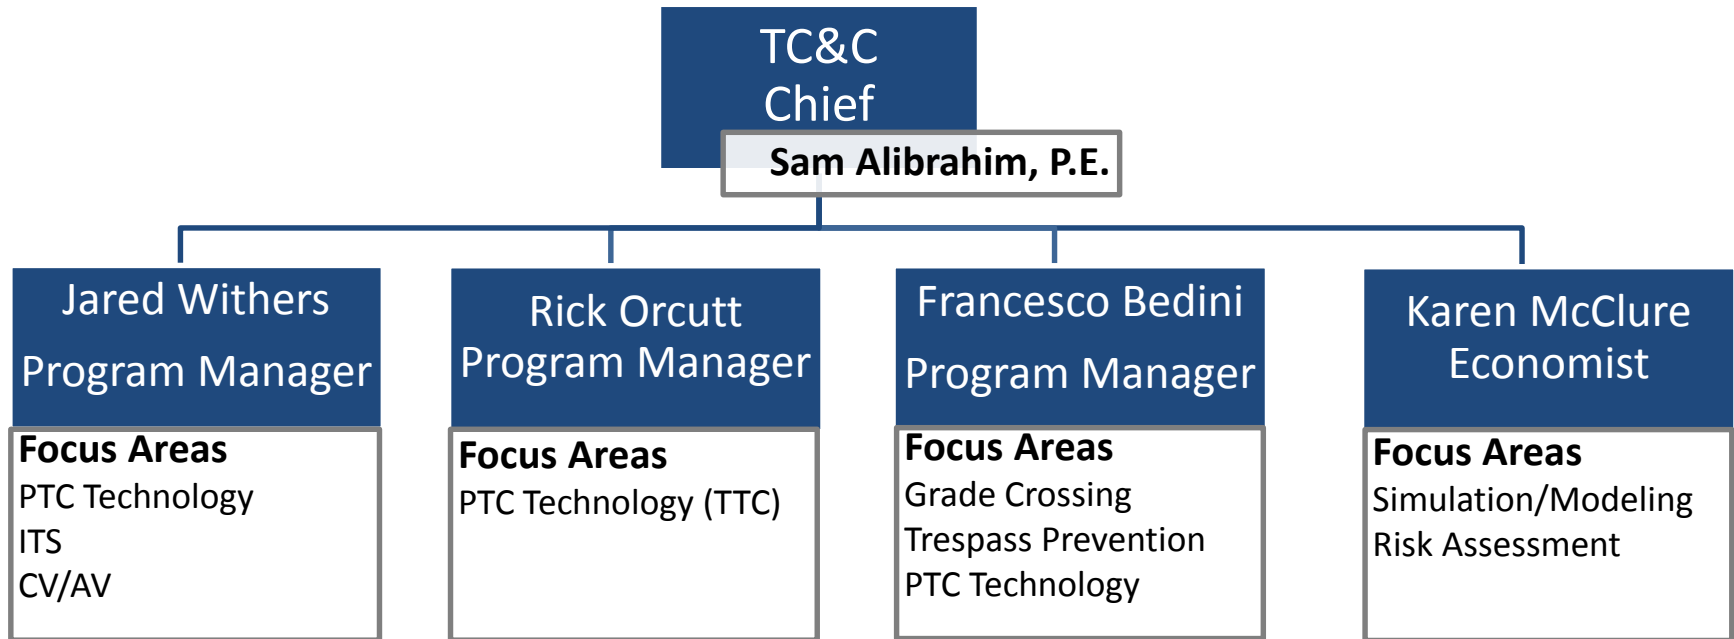 TC&C
Chief
Sam Alibrahim, P.E.
Jared Withers
Program Manager
Focus Areas
PTC Technology
ITS
CV/AV
Rick Orcutt
Program Manager
Focus Areas
PTC Technology (TTC)
Francesco Bedini
Program Manager
Focus Areas
Grade Crossing
Trespass Prevention
PTC Technology
Karen McClure
Economist
Focus Areas
Simulation/Modeling
Risk Assessment